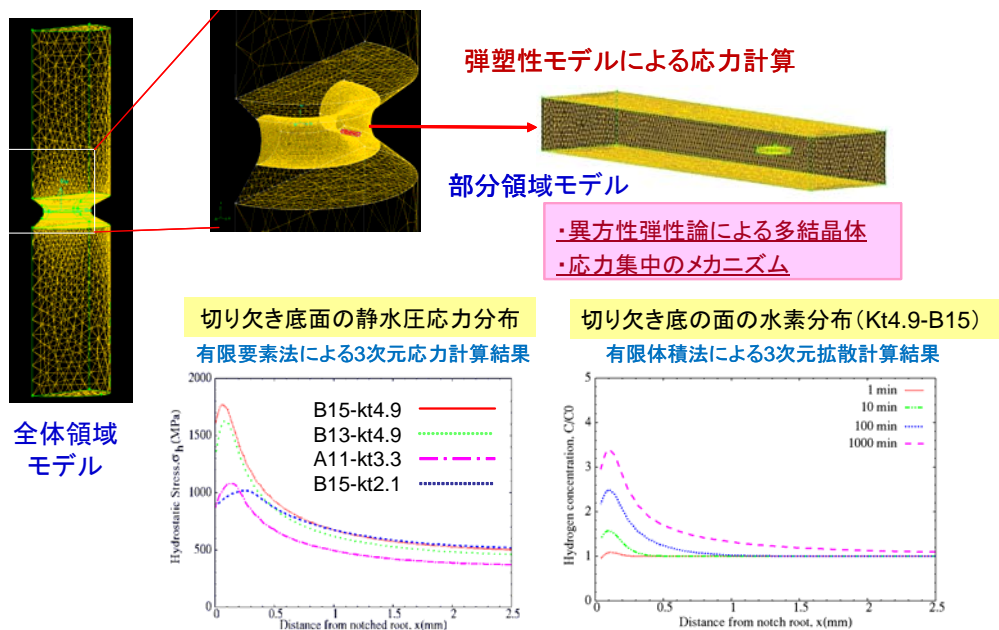 弾塑性モデルによる応力計算
部分領域モデル
・異方性弾性論による多結晶体
・応力集中のメカニズム
全体領域
モデル
切り欠き底面の静水圧応力分布
有限要素法による3次元応力計算結果
2000
1500
1000
500
0
Hydrostatic Stress,σh(MPa)
B15-kt4.9
B13-kt4.9
A11-kt3.3
B15-kt2.1
0 0.5 1 1.5 2 2.5
Distance from notched root, x(mm)
切り欠き底の面の水素分布(Kt4.9-B15)
有限体積法による3次元拡散計算結果
5
4
3
2
1
0
Hydrogen concentration, C/C0
1 min
10 min
100 min
1000 min
0 0.5 1 1.5 2 2.5
Distance from notch root, x(mm)